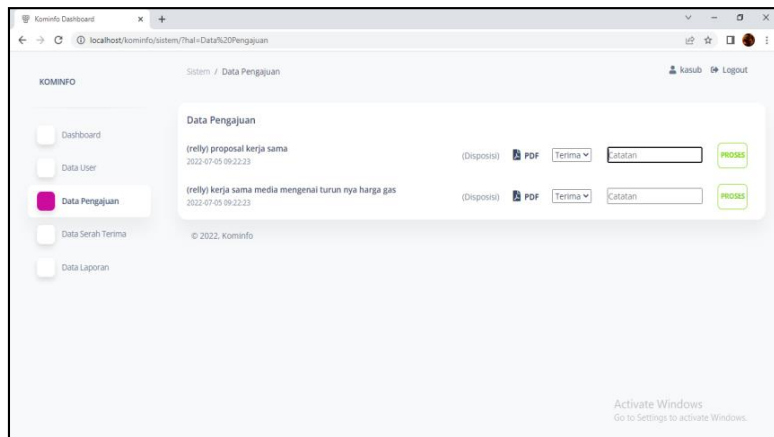 Kominfo Dashboard
localhost/kominfo/sistem/?hal=Data%20Pengajuan
KOMINFO
Sistem / Data Pengajuan
kasub Logout
Dashboard
Data User
Data Pengajuan
Data Serah Terima
Data Laporan
Data Pengajuan
(relly) proposal kerja sama
2022-07-05 09:22:23
(Disposisi) PDF Terima Catatan PROSES
(relly) kerja sama media mengenai turun nya harga gas
2022-07-05 09:22:23
(Disposisi) PDF Terima Catatan PROSES
© 2022, Kominfo
Activate Windows
Go to Settings to activate Windows.